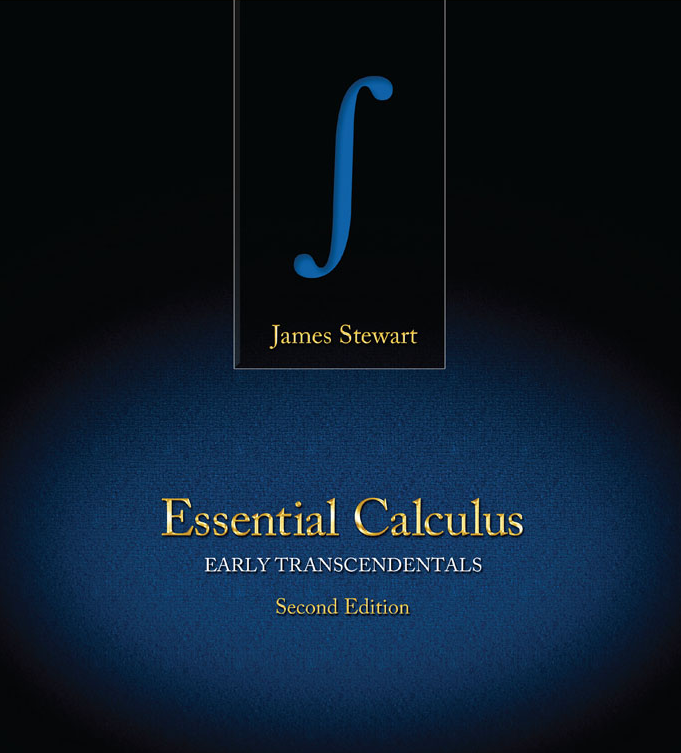 ∫
James Stewart
Essential Calculus
EARLY TRANSCENDENTALS
Second Edition